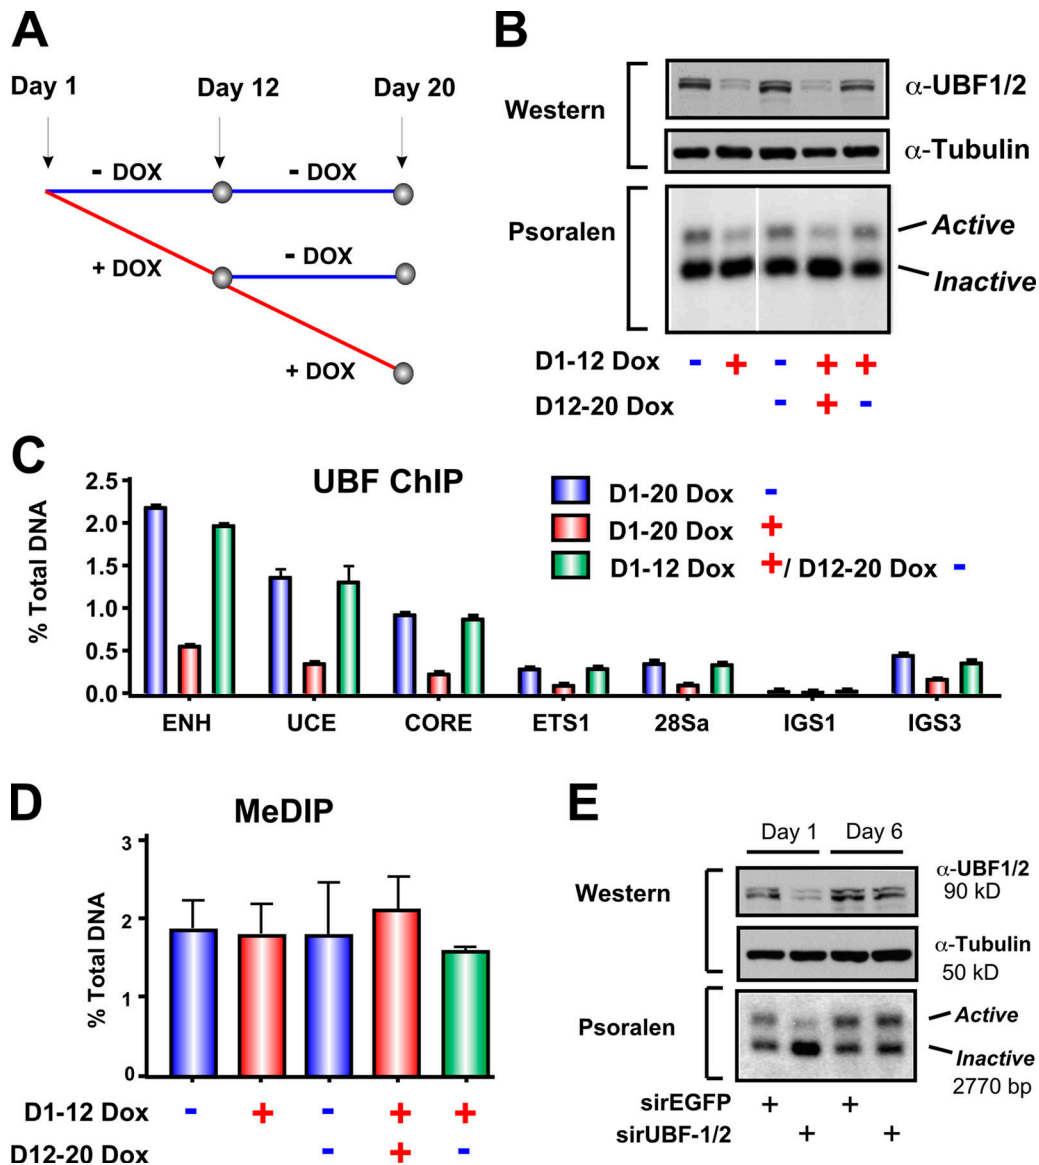 A
Day 1 Day 12 Day 20
- DOX - DOX
+ DOX - DOX
+ DOX
B
Western
α-UBF1/2
α-Tubulin
Psoralen
Active
Inactive
D1-12 Dox - + - + +
D12-20 Dox - + -
C
UBF ChIP
% Total DNA
2.5
2.0
1.5
1.0
0.5
0.0
D1-20 Dox -
D1-20 Dox +
D1-12 Dox +/ D12-20 Dox -
ENH UCE CORE ETS1 28Sa IGS1 IGS3
D
MeDIP
% Total DNA
3
2
1
0
D1-12 Dox - + - + +
D12-20 Dox - + -
E
Day 1 Day 6
Western
α-UBF1/2
90 kD
α-Tubulin
50 kD
Psoralen
Active
Inactive
2770 bp
sirEGFP + +
sirUBF-1/2 + +